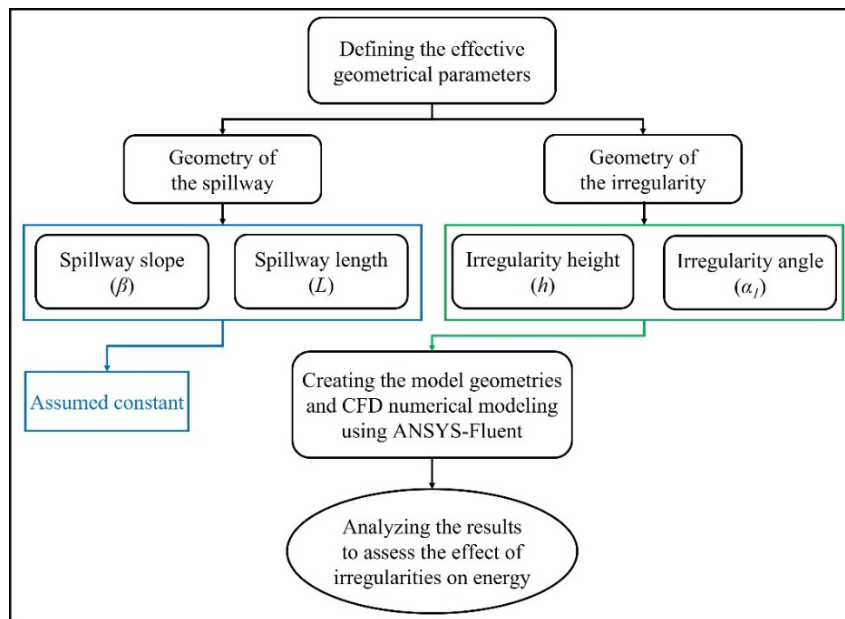 Defining the effective
geometrical parameters
Geometry of
the spillway
Geometry of
the irregularity
Spillway slope
(β)
Spillway length
(L)
Irregularity height
(h)
Irregularity angle
(α₁)
Assumed constant
Creating the model geometries
and CFD numerical modeling
using ANSYS-Fluent
Analyzing the results
to assess the effect of
irregularities on energy